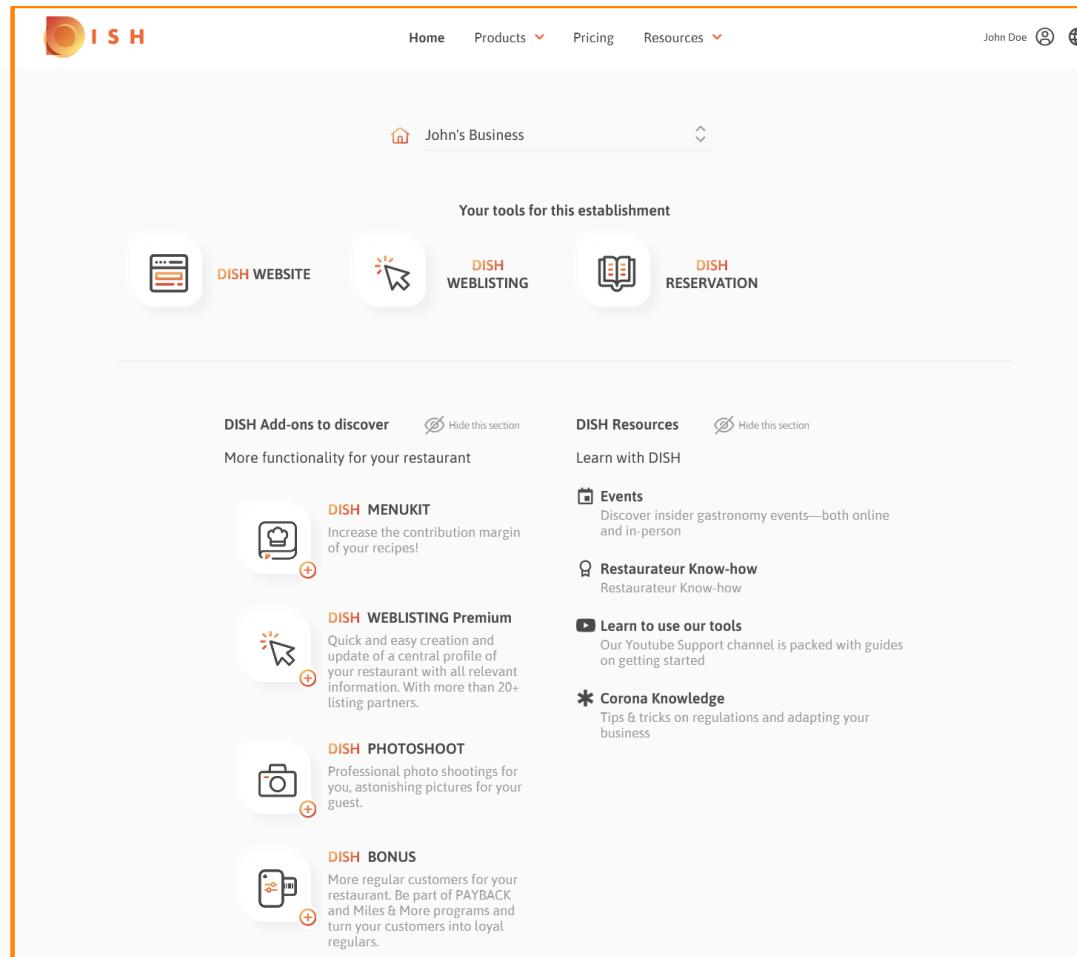 DISH
Home Products Pricing Resources
John Doe
John's Business
Your tools for this establishment
DISH WEBSITE
DISH
WEBLISTING
DISH
RESERVATION
DISH Add-ons to discover
Hide this section
More functionality for your restaurant
DISH MENUKIT
Increase the contribution margin
of your recipes!
DISH WEBLISTING Premium
Quick and easy creation and
update of a central profile of
your restaurant with all relevant
information. With more than 20+
listing partners.
DISH PHOTOSHOOT
Professional photo shootings for
you, astonishing pictures for your
guest.
DISH BONUS
More regular customers for your
restaurant. Be part of PAYBACK
and Miles & More programs and
turn your customers into loyal
regulars.
DISH Resources
Hide this section
Learn with DISH
Events
Discover insider gastronomy events—both online
and in-person
Restaurateur Know-how
Restaurateur Know-how
Learn to use our tools
Our Youtube Support channel is packed with guides
on getting started
Corona Knowledge
Tips & tricks on regulations and adapting your
business